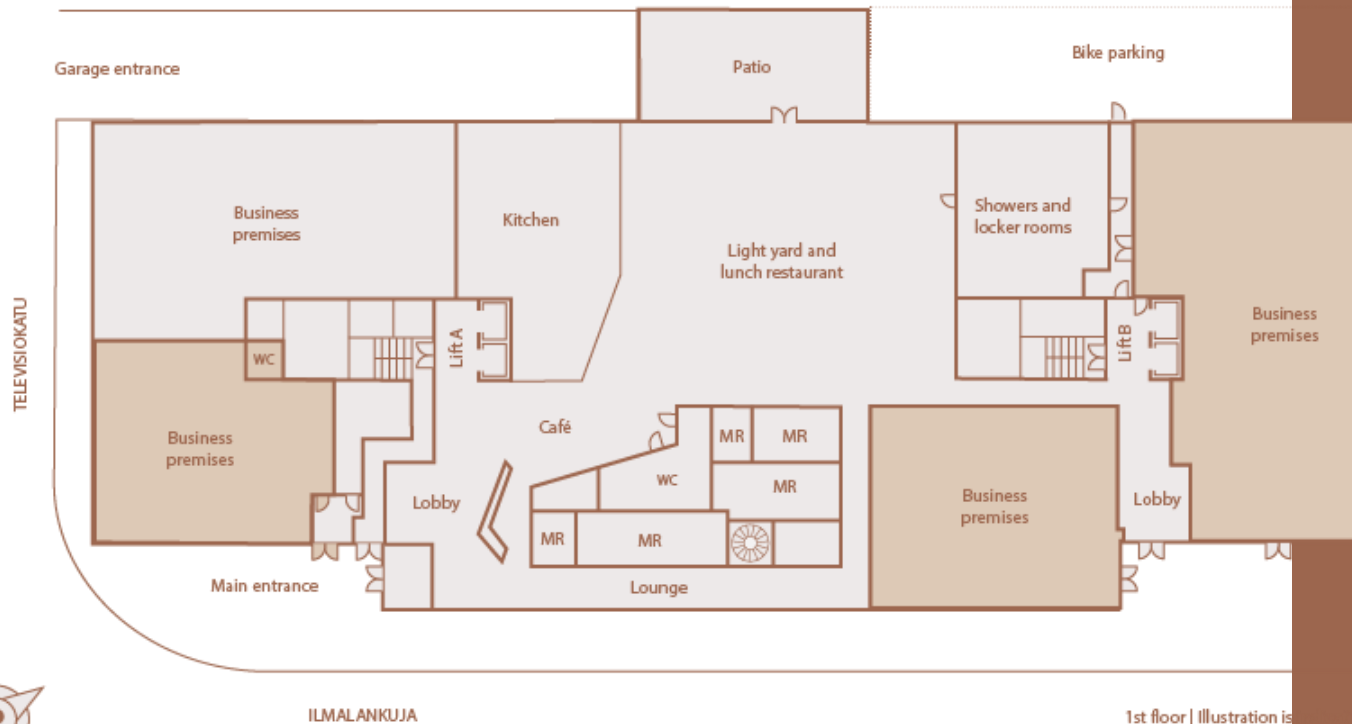 Patio
Bike parking
Garage entrance
Business
premises
Kitchen
Showers and
locker rooms
Light yard and
lunch restaurant
Business
premises
TELEVISIOKATU
WC
Lift A
Lift B
Business
premises
Café
MR
MR
WC
MR
Lobby
Business
premises
Lobby
MR
MR
Main entrance
Lounge
ILMALANKUJA
1st floor | Illustration is